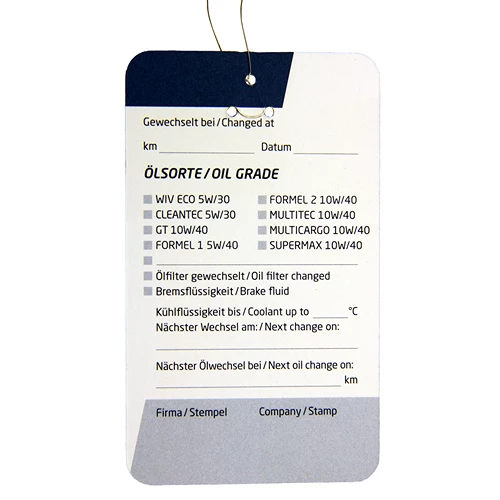 Gewechselt bei / Changed at
km Datum
ÖLSORTE / OIL GRADE
WIV ECO 5W/30 FORMEL 2 10W/40
CLEANTEC 5W/30 MULTITEC 10W/40
GT 10W/40 MULTICARGO 10W/40
FORMEL 1 5W/40 SUPERMAX 10W/40
Ölfilter gewechselt / Oil filter changed
Bremsflüssigkeit / Brake fluid
Kühlflüssigkeit bis / Coolant up to °C
Nächster Wechsel am: / Next change on:
Nächster Ölwechsel bei / Next oil change on:
km
Firma / Stempel Company / Stamp